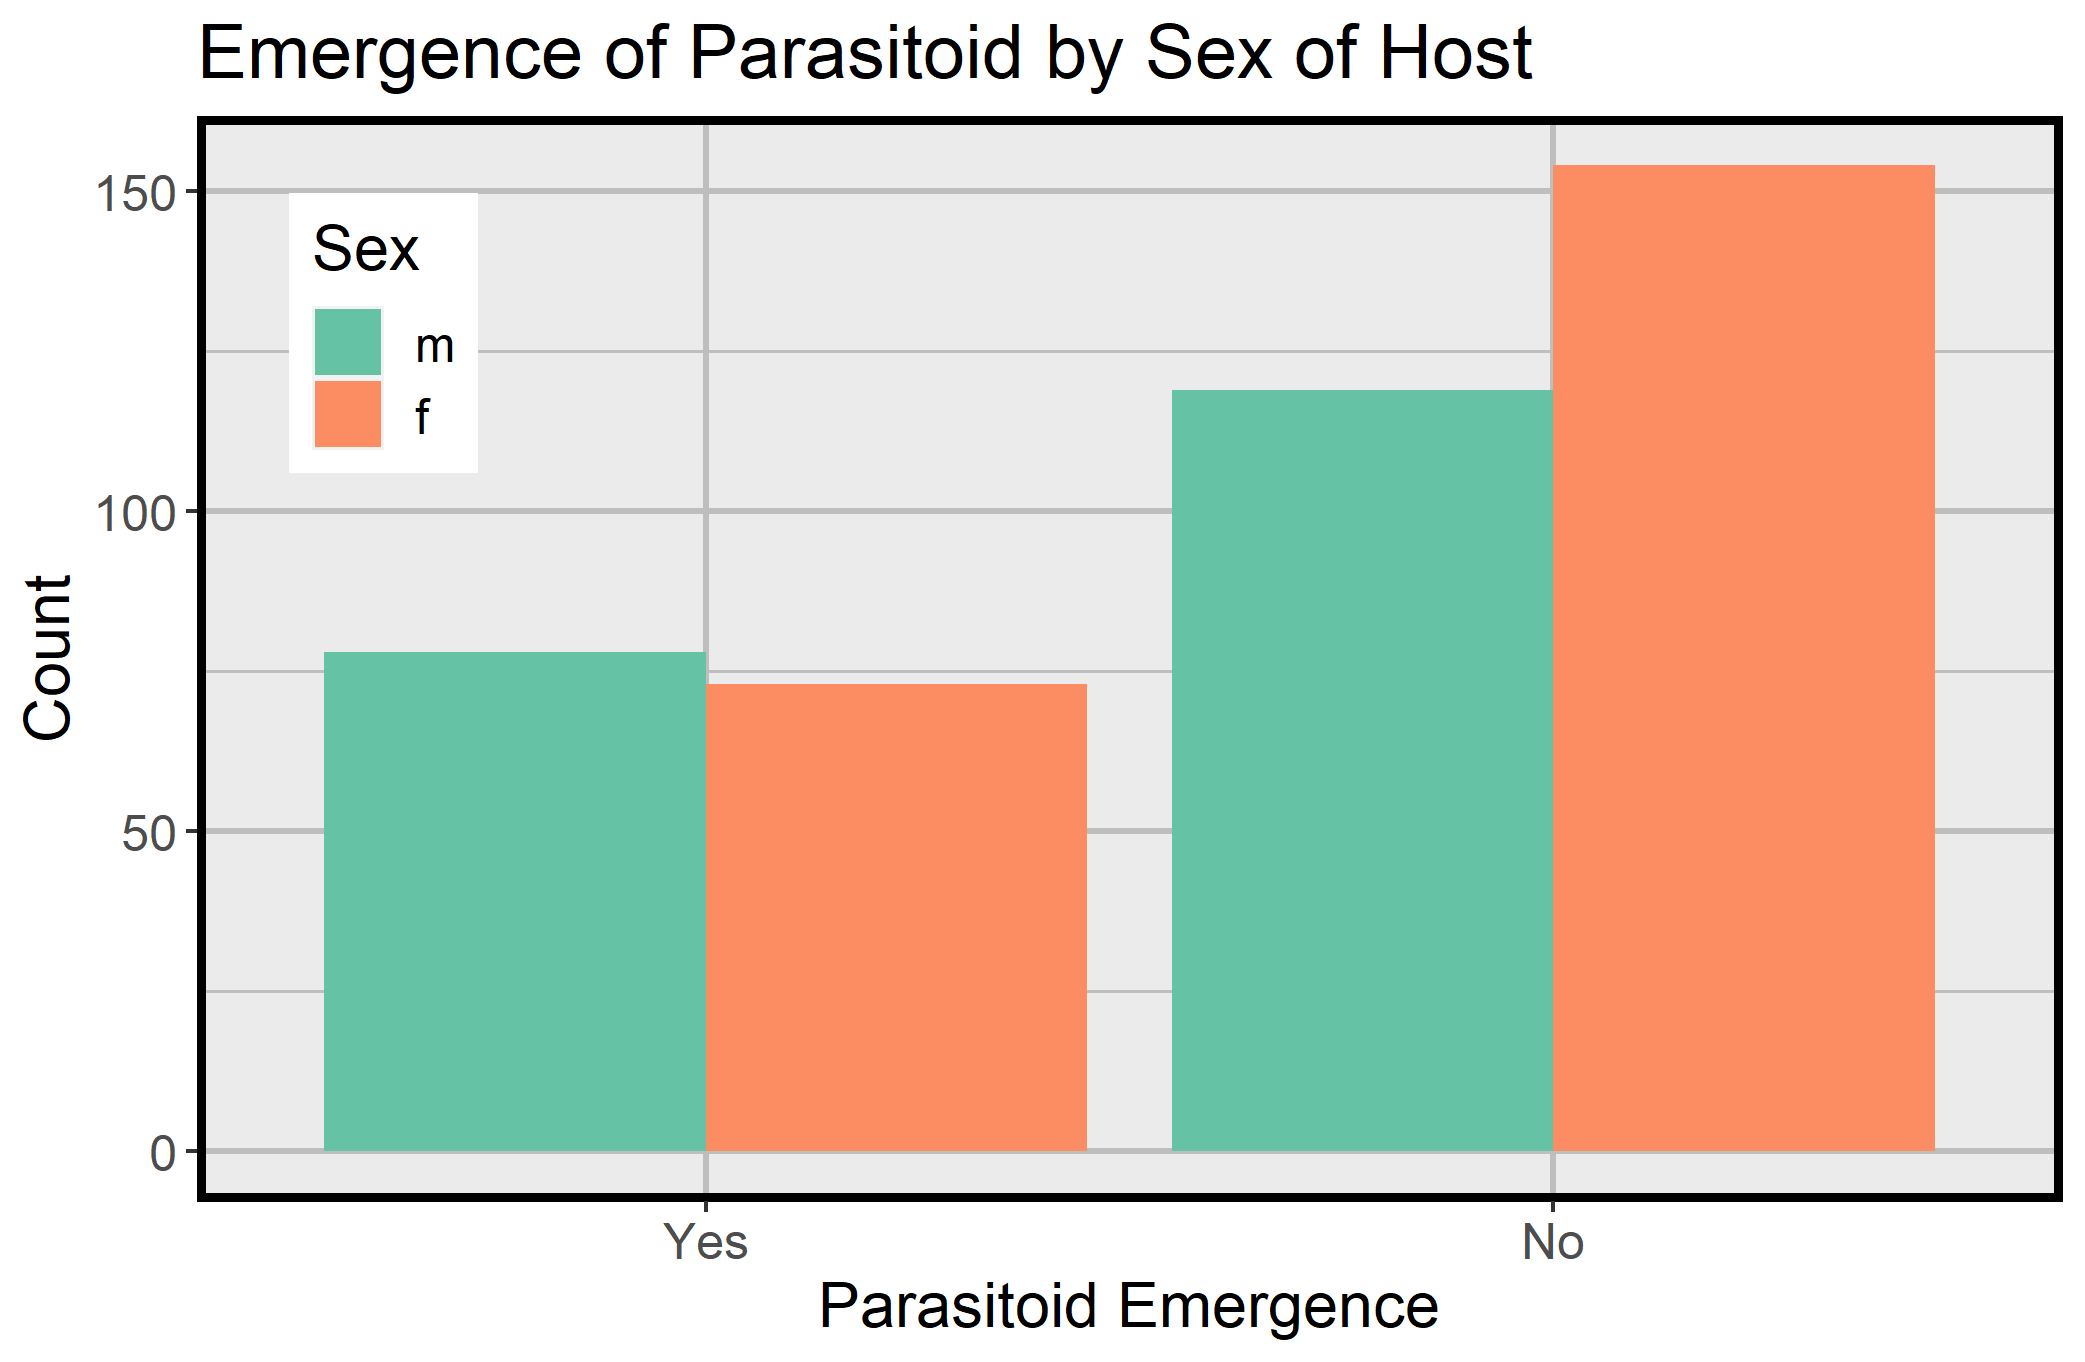 Emergence of Parasitoid by Sex of Host
150
100
50
0
Count
Sex
m
f
Yes
No
Parasitoid Emergence